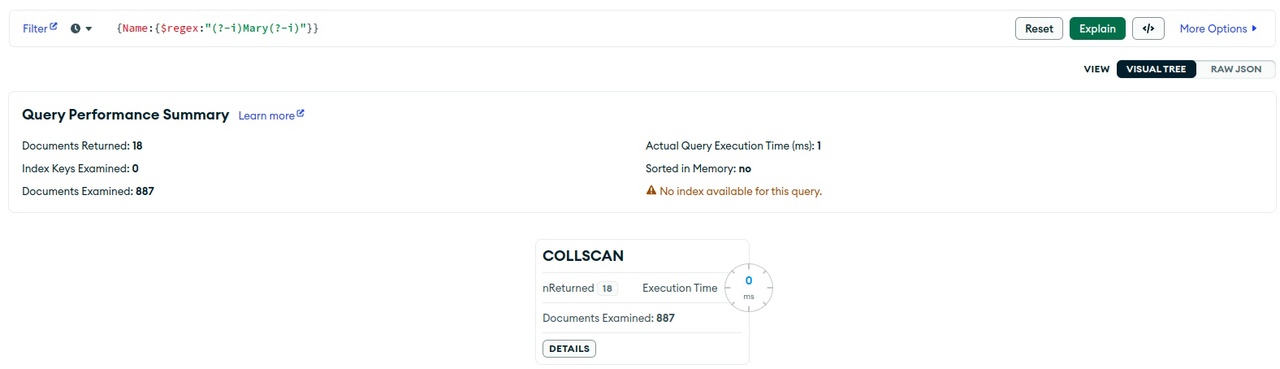 Filter {Name:{$regex:"(?-i)Mary(?-i)"}} Reset Explain </> More Options
VIEW VISUAL TREE RAW JSON
Query Performance Summary Learn more
Documents Returned: 18 Actual Query Execution Time (ms): 1
Index Keys Examined: 0 Sorted in Memory: no
Documents Examined: 887 No index available for this query.
COLLSCAN
nReturned 18 Execution Time 0 ms
Documents Examined: 887
DETAILS